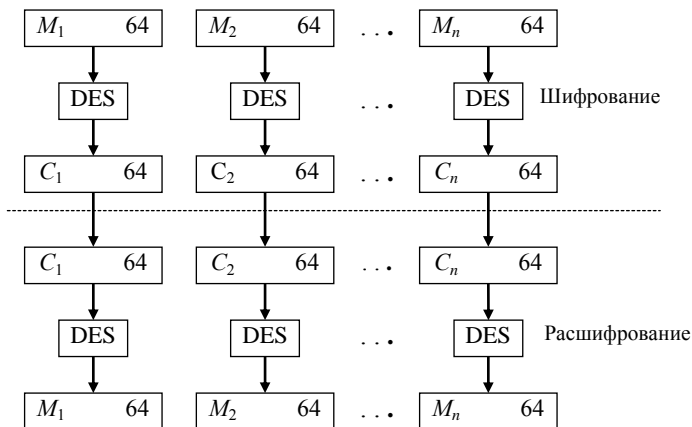 M1 64 M2 64 . . . Mn 64
DES DES . . . DES Шифрование
C1 64 C2 64 . . . Cn 64
C1 64 C2 64 . . . Cn 64
DES DES . . . DES Расшифрование
M1 64 M2 64 . . . Mn 64